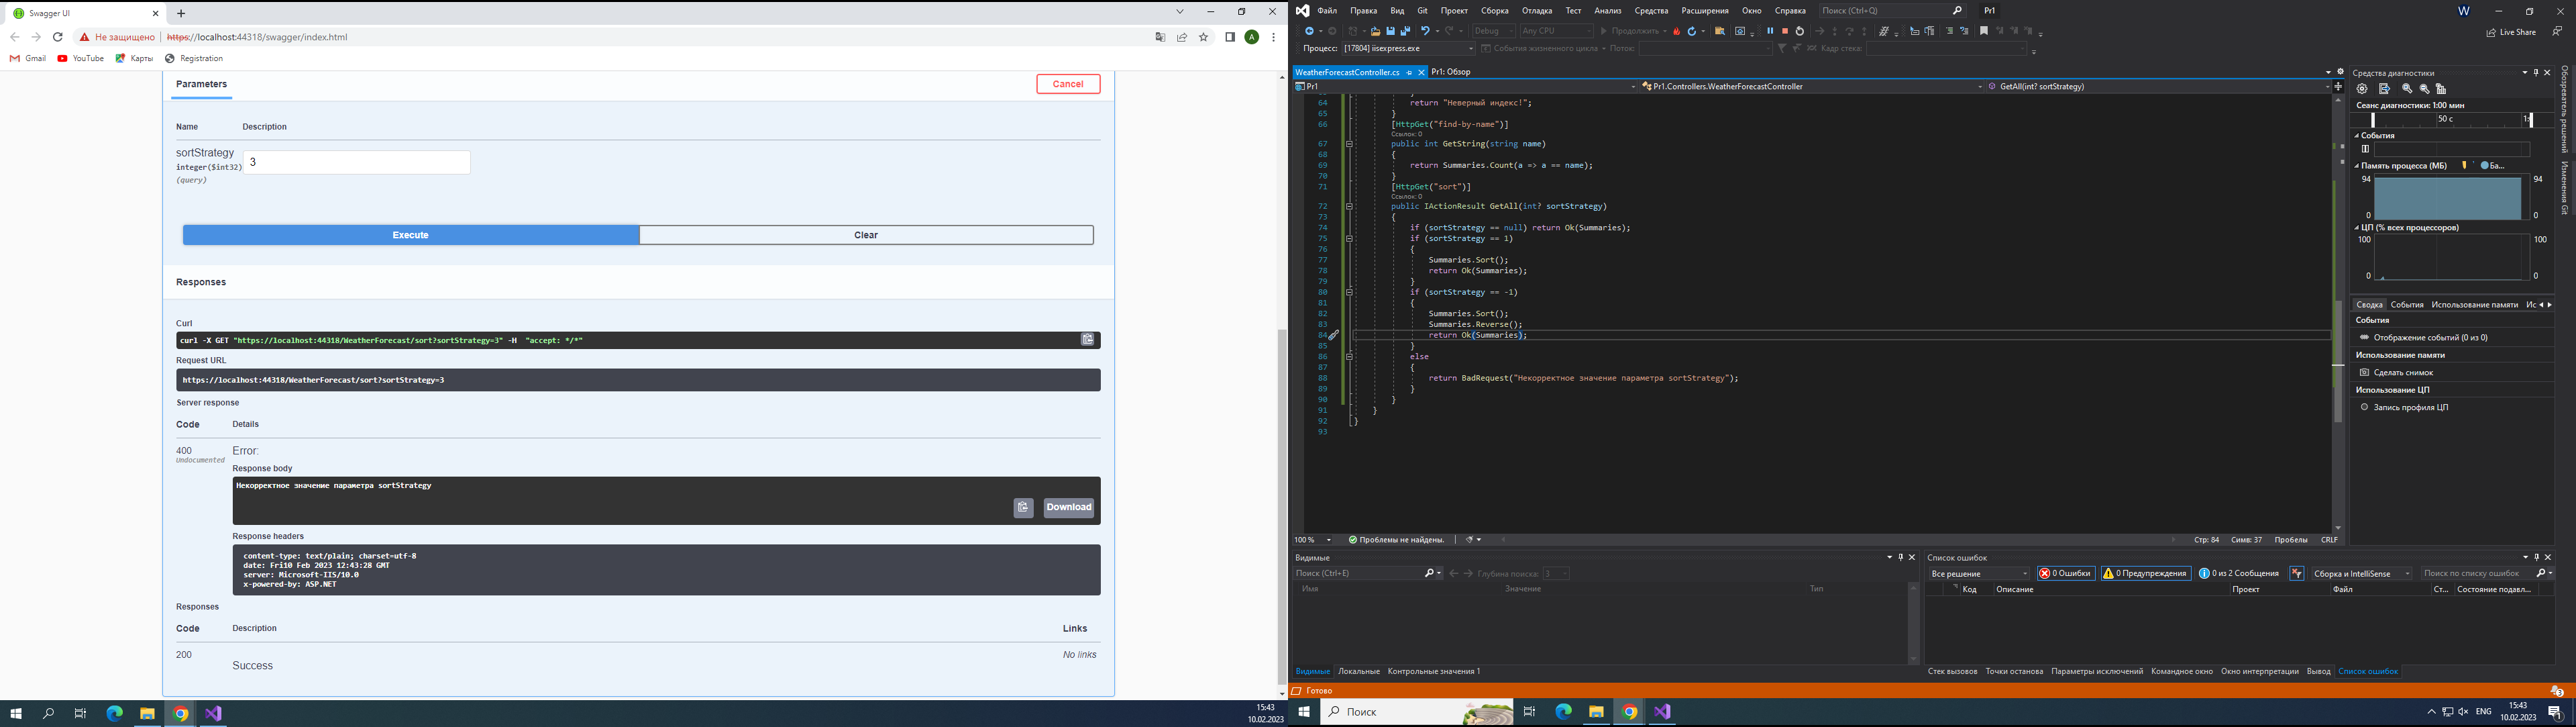 Swagger UI
Не защищено https://localhost:44318/swagger/index.html
Gmail YouTube Карты Registration
Parameters
Cancel
Name Description
sortStrategy
integer($int32)
(query)
3
Execute Clear
Responses
Curl
curl -X GET "https://localhost:44318/WeatherForecast/sort?sortStrategy=3" -H "accept: */*"
Request URL
https://localhost:44318/WeatherForecast/sort?sortStrategy=3
Server response
Code Details
400
Undocumented
Error:
Response body
Некорректное значение параметра sortStrategy
Download
Response headers
content-type: text/plain; charset=utf-8
date: Fri10 Feb 2023 12:43:28 GMT
server: Microsoft-IIS/10.0
x-powered-by: ASP.NET
Responses
Code Description Links
200 Success No links
15:43
10.02.2023
Файл Правка Вид Git Проект Сборка Отладка Тест Анализ Средства Расширения Окно Справка Поиск (Ctrl+Q) Pr1 W
Debug Any CPU Продолжить Live Share
Процесс: [17804] iisexpress.exe События жизненного цикла Поток: Кадр стека:
WeatherForecastController.cs Pr1: Обзор
Pr1 Pr1.Controllers.WeatherForecastController GetAll(int? sortStrategy)
64 return "Неверный индекс!";
65 }
66 [HttpGet("find-by-name")]
Ссылок: 0
67 public int GetString(string name)
68 {
69 return Summaries.Count(a => a == name);
70 }
71 [HttpGet("sort")]
Ссылок: 0
72 public IActionResult GetAll(int? sortStrategy)
73 {
74 if (sortStrategy == null) return Ok(Summaries);
75 if (sortStrategy == 1)
76 {
77 Summaries.Sort();
78 return Ok(Summaries);
79 }
80 if (sortStrategy == -1)
81 {
82 Summaries.Sort();
83 Summaries.Reverse();
84 return Ok(Summaries);
85 }
86 else
87 {
88 return BadRequest("Некорректное значение параметра sortStrategy");
89 }
90 }
91 }
92 }
93
100 % Проблемы не найдены. Стр: 84 Симв: 37 Пробелы CRLF
Средства диагностики
Сеанс диагностики: 1:00 мин
50 с
События
Память процесса (МБ) Ба...
94 94
0 0
ЦП (% всех процессоров)
100 100
0 0
Сводка События Использование памяти Ис
События
Отображение событий (0 из 0)
Использование памяти
Сделать снимок
Использование ЦП
Запись профиля ЦП
Обозреватель решений
Изменения Git
Видимые
Поиск (Ctrl+E) Глубина поиска: 3
Имя Значение Тип
Видимые Локальные Контрольные значения 1
Список ошибок
Все решение 0 Ошибки 0 Предупреждения 0 из 2 Сообщения Сборка и IntelliSense Поиск по списку ошибок
Код Описание Проект Файл Ст... Состояние подавл...
Стек вызовов Точки останова Параметры исключений Командное окно Окно интерпретации Вывод Список ошибок
Готово
Поиск
ENG
15:43
10.02.2023